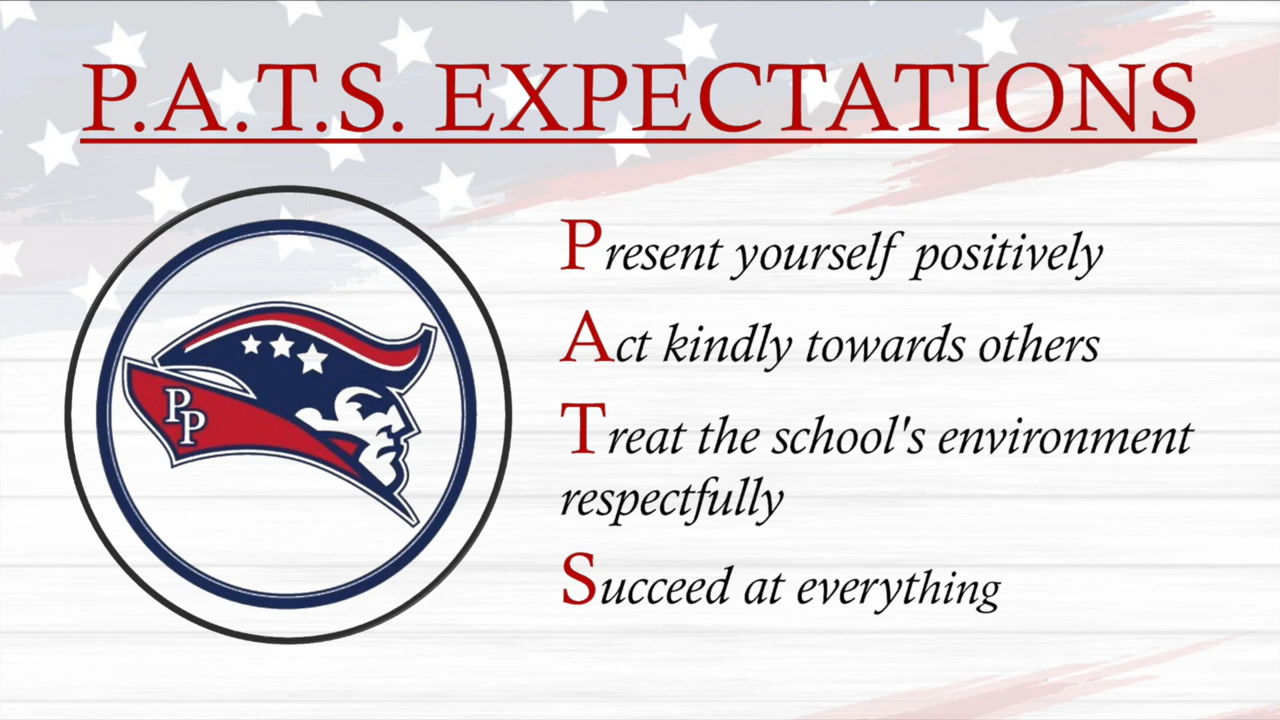 P.A.T.S. EXPECTATIONS
PP
Present yourself positively
Act kindly towards others
Treat the school's environment
respectfully
Succeed at everything